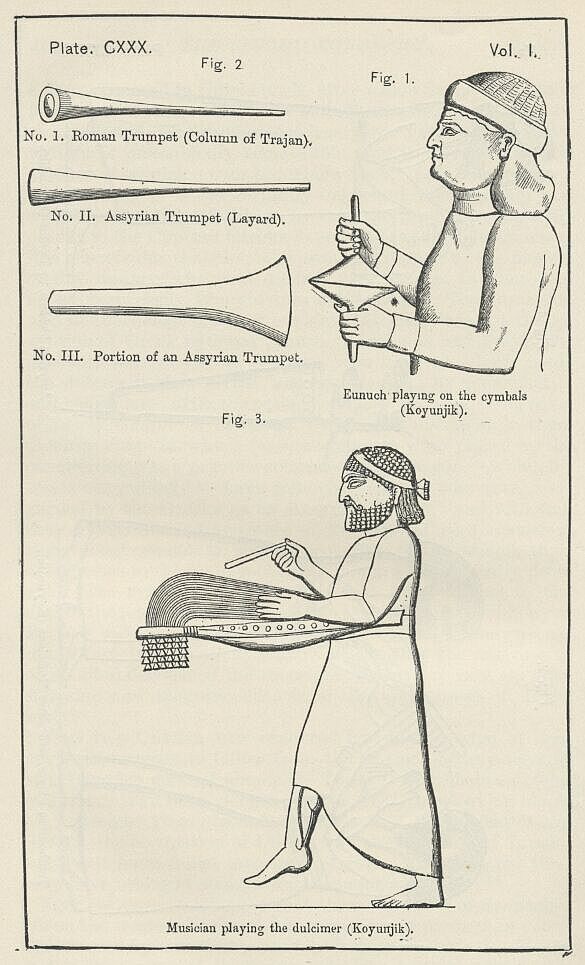 Plate. CXXX.
Vol. I.
Fig. 2
Fig. 1.
No. I. Roman Trumpet (Column of Trajan).
No. II. Assyrian Trumpet (Layard).
No. III. Portion of an Assyrian Trumpet.
Eunuch playing on the cymbals
(Koyunjik).
Fig. 3.
Musician playing the dulcimer (Koyunjik).